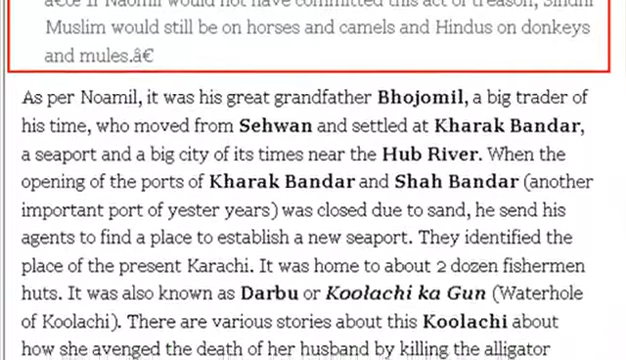 “ If Naomil would not have committed this act of treason, Sindhi
Muslim would still be on horses and camels and Hindus on donkeys
and mules.â€
As per Noamil, it was his great grandfather Bhojomil, a big trader of
his time, who moved from Sehwan and settled at Kharak Bandar,
a seaport and a big city of its times near the Hub River. When the
opening of the ports of Kharak Bandar and Shah Bandar (another
important port of yester years) was closed due to sand, he send his
agents to find a place to establish a new seaport. They identified the
place of the present Karachi. It was home to about 2 dozen fishermen
huts. It was also known as Darbu or Koolachi ka Gun (Waterhole
of Koolachi). There are various stories about this Koolachi about
how she avenged the death of her husband by killing the alligator